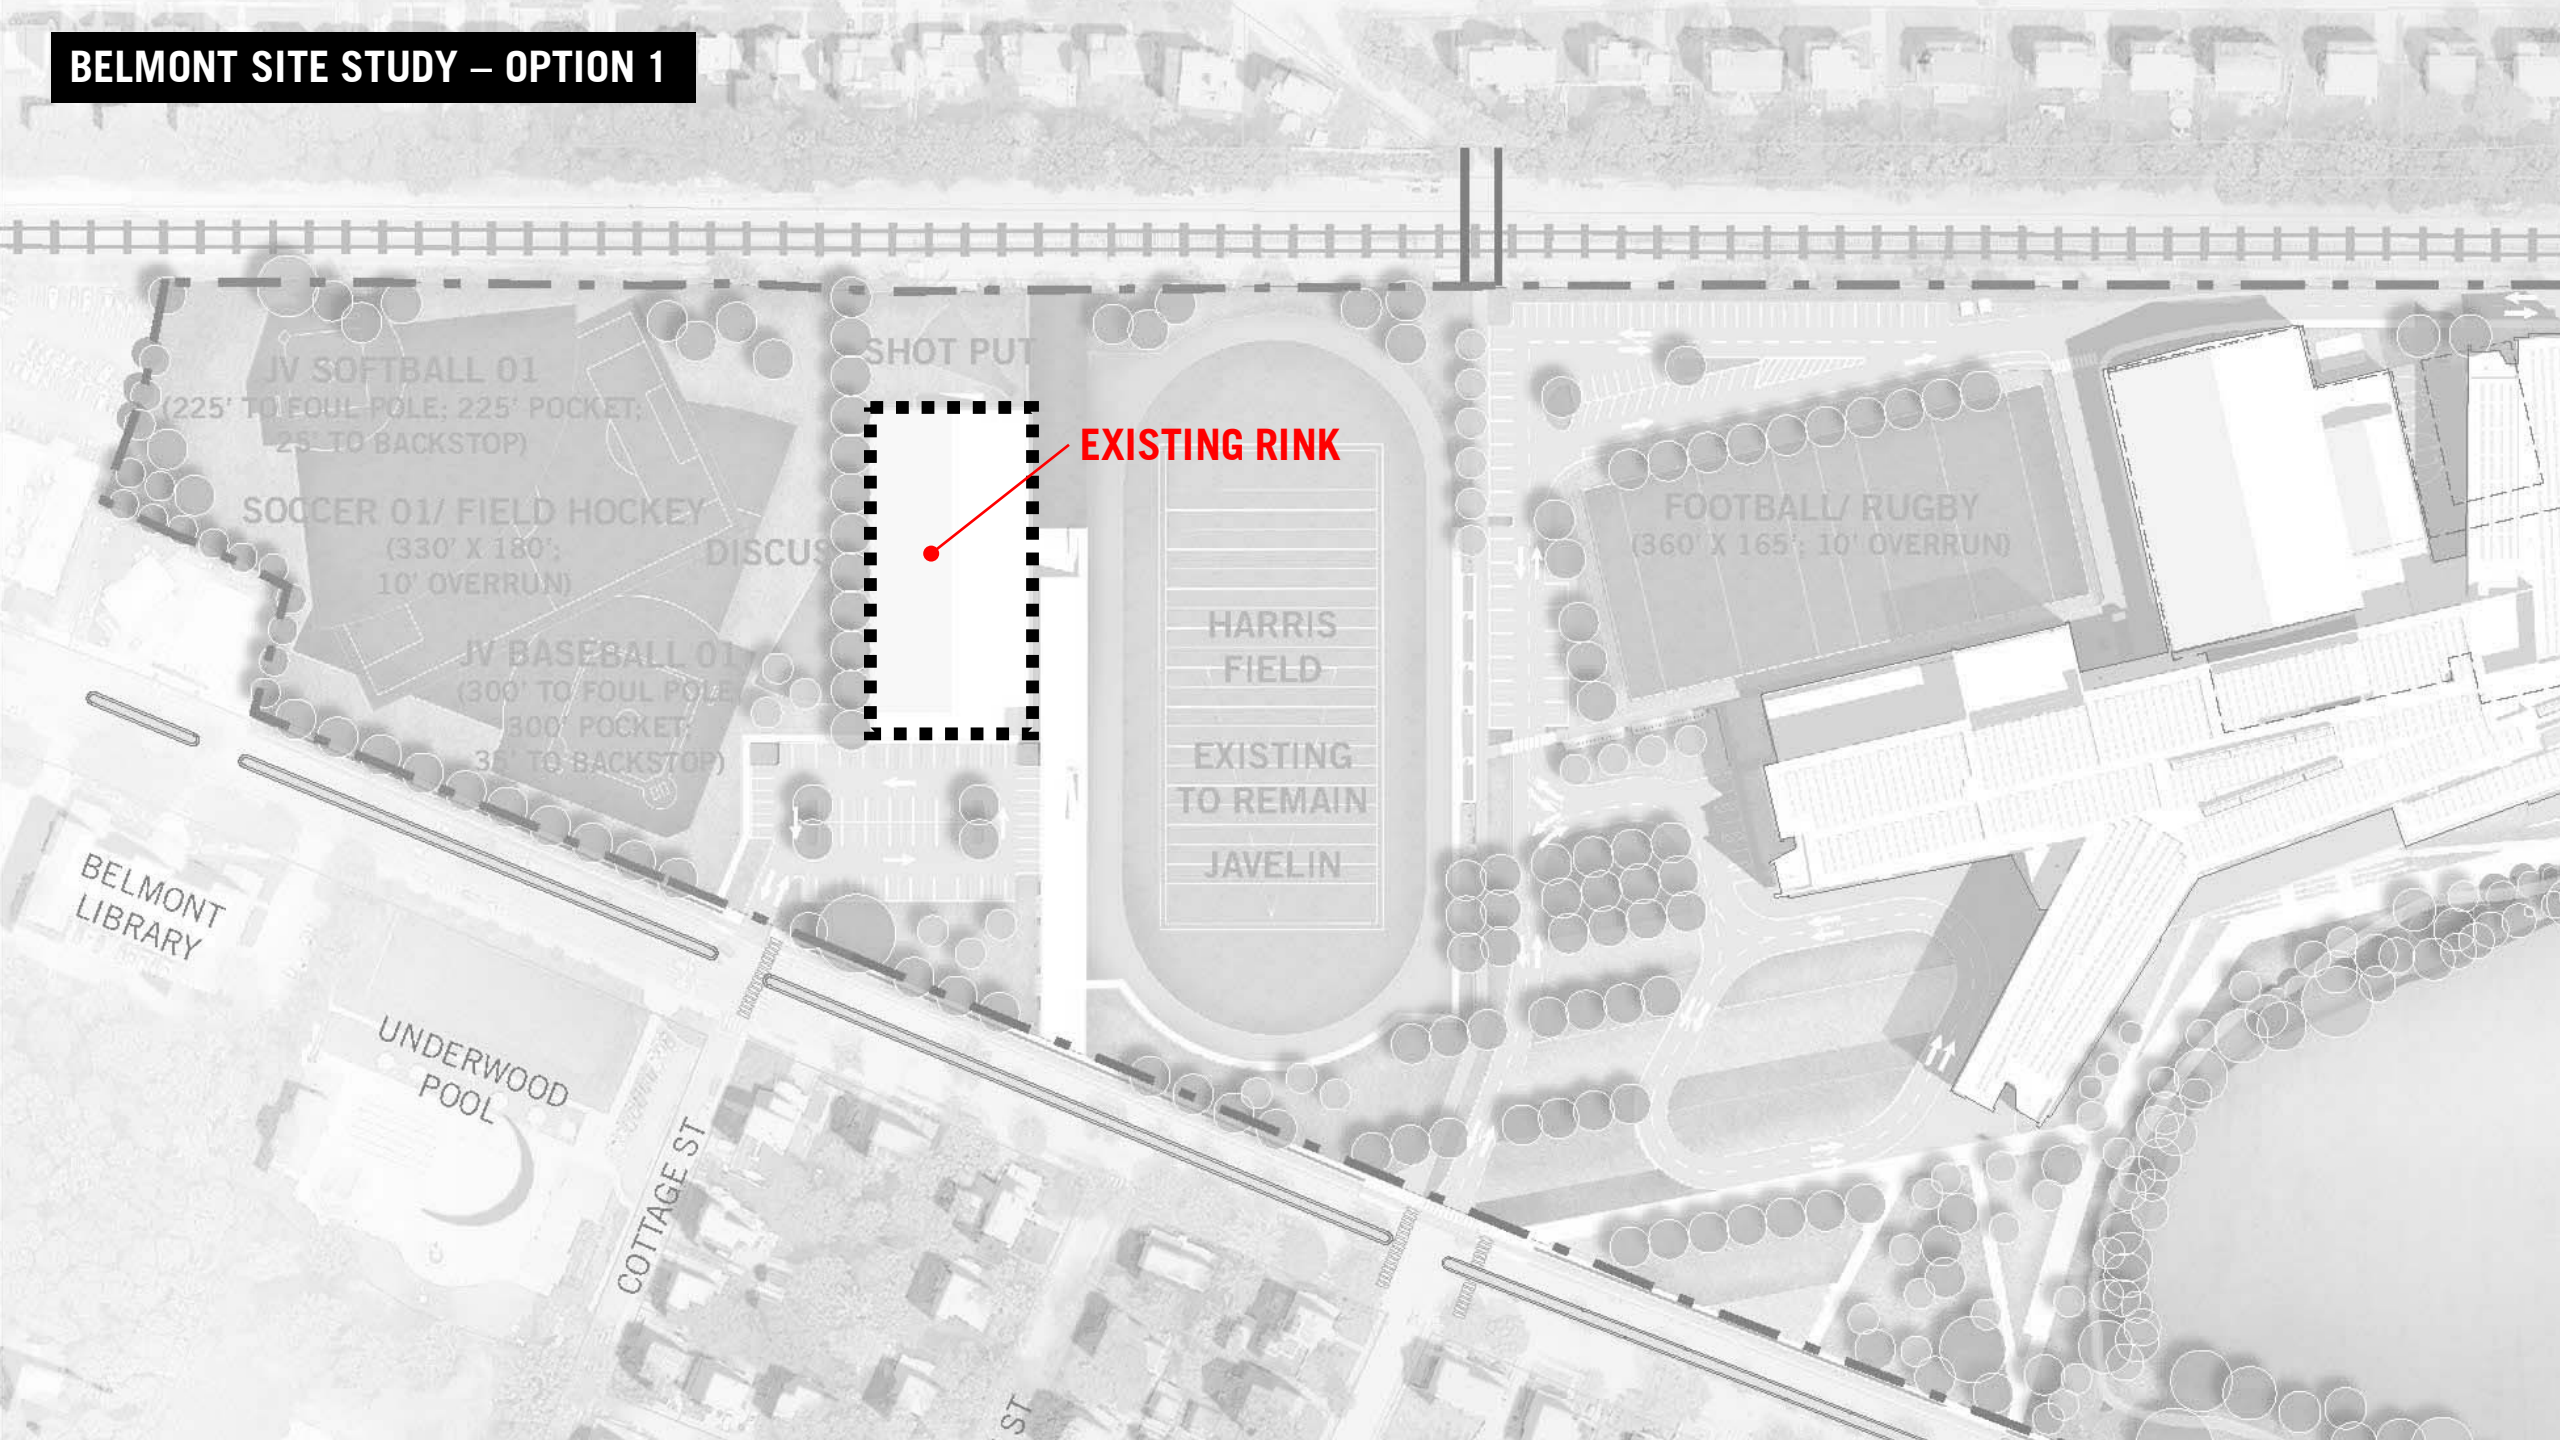 BELMONT SITE STUDY – OPTION 1
SHOT PUT
JV SOFTBALL 01
(225' TO FOUL POLE; 225' POCKET;
25' TO BACKSTOP)
EXISTING RINK
SOCCER 01/ FIELD HOCKEY
(330' X 180';
10' OVERRUN)
DISCUS
FOOTBALL/ RUGBY
(360' X 165'; 10' OVERRUN)
HARRIS
FIELD
JV BASEBALL 01
(300' TO FOUL POLE
300' POCKET;
35' TO BACKSTOP)
EXISTING
TO REMAIN
JAVELIN
BELMONT
LIBRARY
UNDERWOOD
POOL
COTTAGE ST
ST